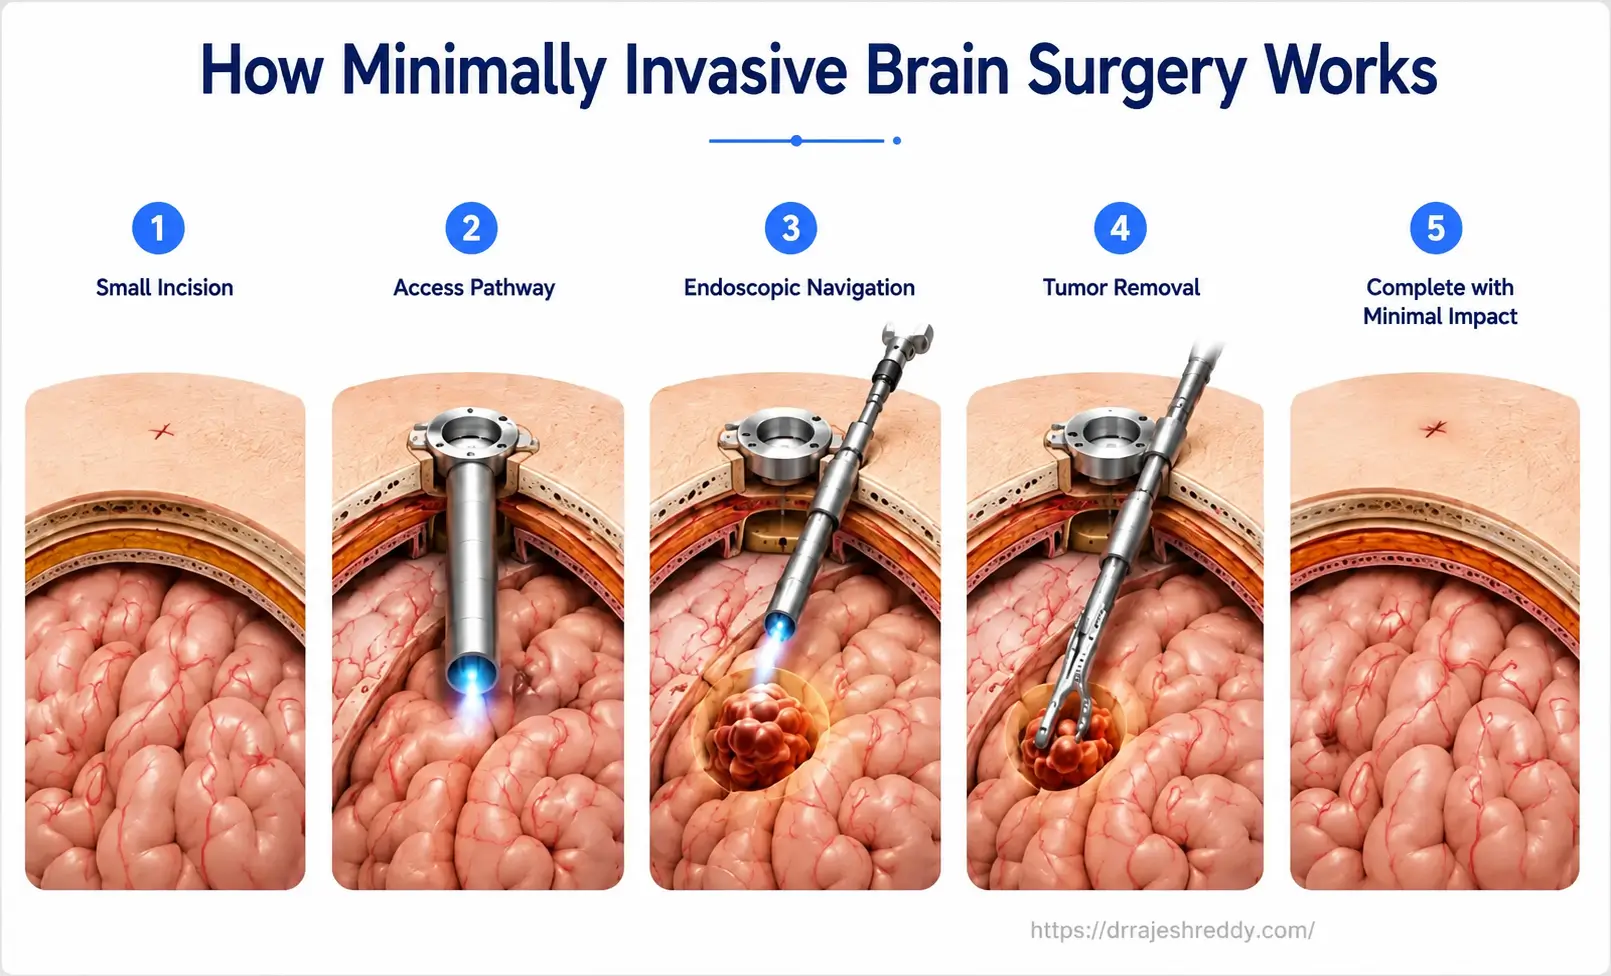 How Minimally Invasive Brain Surgery Works
1
Small Incision
2
Access Pathway
3
Endoscopic Navigation
4
Tumor Removal
5
Complete with
Minimal Impact
https://drrajeshreddy.com/